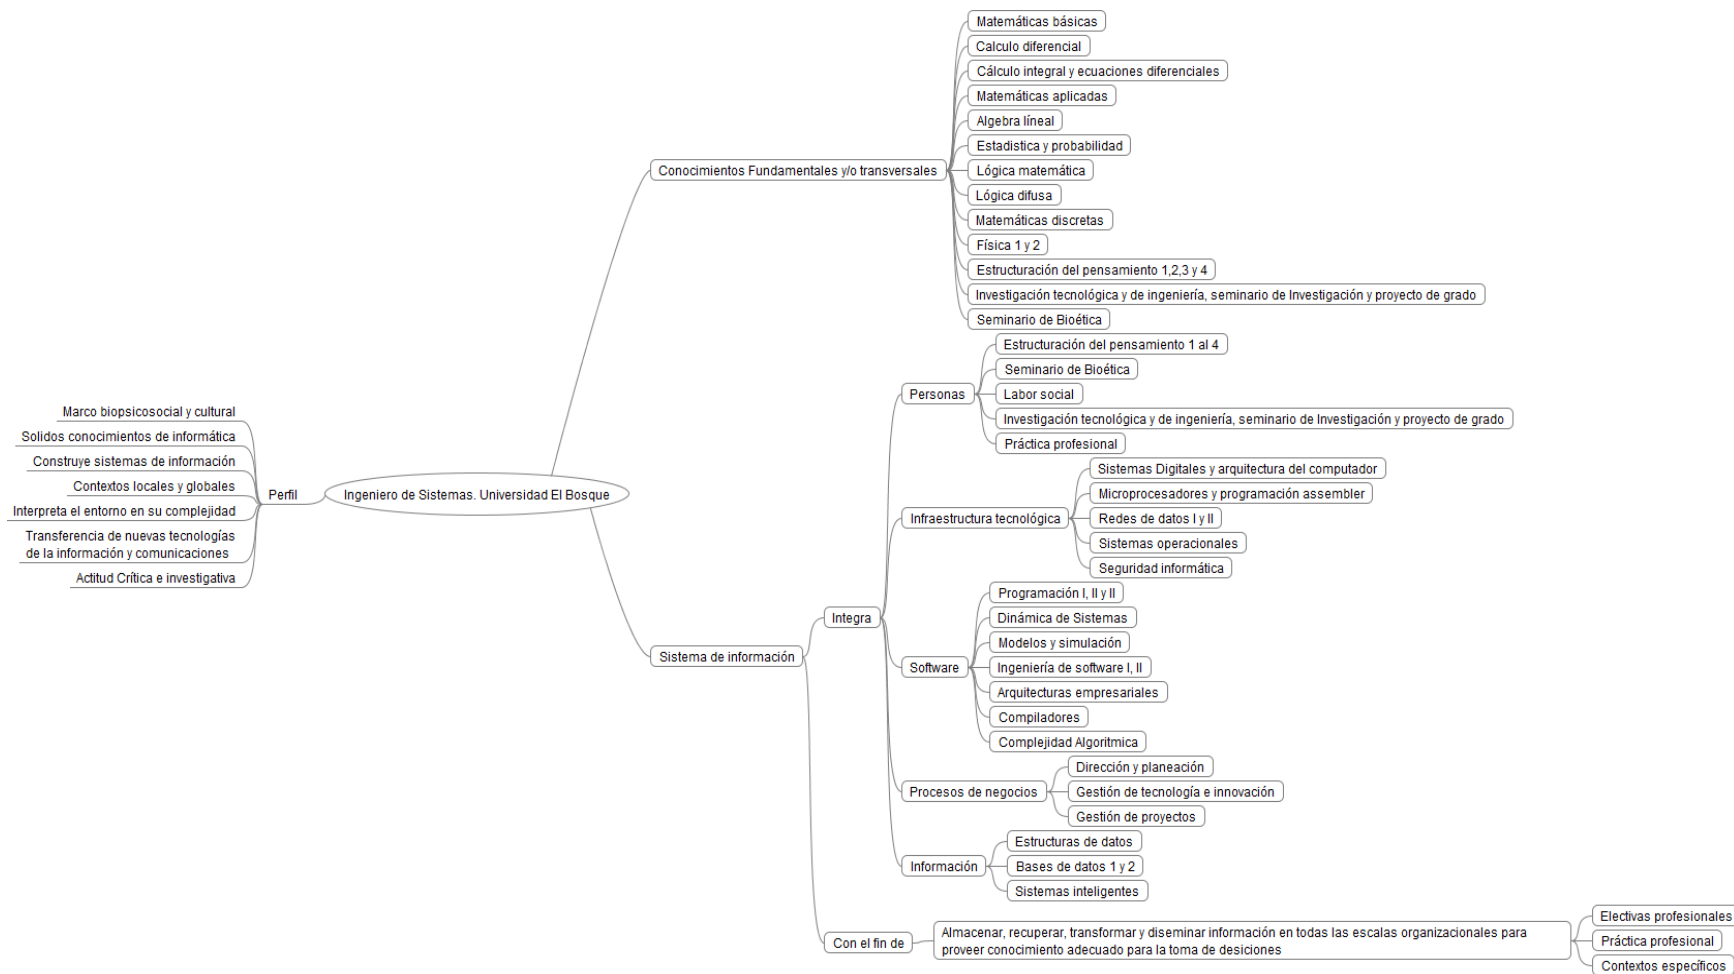 Matemáticas básicas
Calculo diferencial
Cálculo integral y ecuaciones diferenciales
Matemáticas aplicadas
Algebra líneal
Estadistica y probabilidad
Conocimientos Fundamentales y/o transversales
Lógica matemática
Lógica difusa
Matemáticas discretas
Física 1 y 2
Estructuración del pensamiento 1,2,3 y 4
Investigación tecnológica y de ingeniería, seminario de Investigación y proyecto de grado
Seminario de Bioética
Marco biopsicosocial y cultural
Solidos conocimientos de informática
Construye sistemas de información
Contextos locales y globales
Interpreta el entorno en su complejidad
Transferencia de nuevas tecnologías
de la información y comunicaciones
Actitud Crítica e investigativa
Perfil
Ingeniero de Sistemas. Universidad El Bosque
Sistema de información
Integra
Personas
Estructuración del pensamiento 1 al 4
Seminario de Bioética
Labor social
Investigación tecnológica y de ingeniería, seminario de Investigación y proyecto de grado
Práctica profesional
Infraestructura tecnológica
Sistemas Digitales y arquitectura del computador
Microprocesadores y programación assembler
Redes de datos I y II
Sistemas operacionales
Seguridad informática
Software
Programación I, II y II
Dinámica de Sistemas
Modelos y simulación
Ingeniería de software I, II
Arquitecturas empresariales
Compiladores
Complejidad Algoritmica
Procesos de negocios
Dirección y planeación
Gestión de tecnología e innovación
Gestión de proyectos
Información
Estructuras de datos
Bases de datos 1 y 2
Sistemas inteligentes
Con el fin de
Almacenar, recuperar, transformar y diseminar información en todas las escalas organizacionales para
proveer conocimiento adecuado para la toma de desiciones
Electivas profesionales
Práctica profesional
Contextos específicos